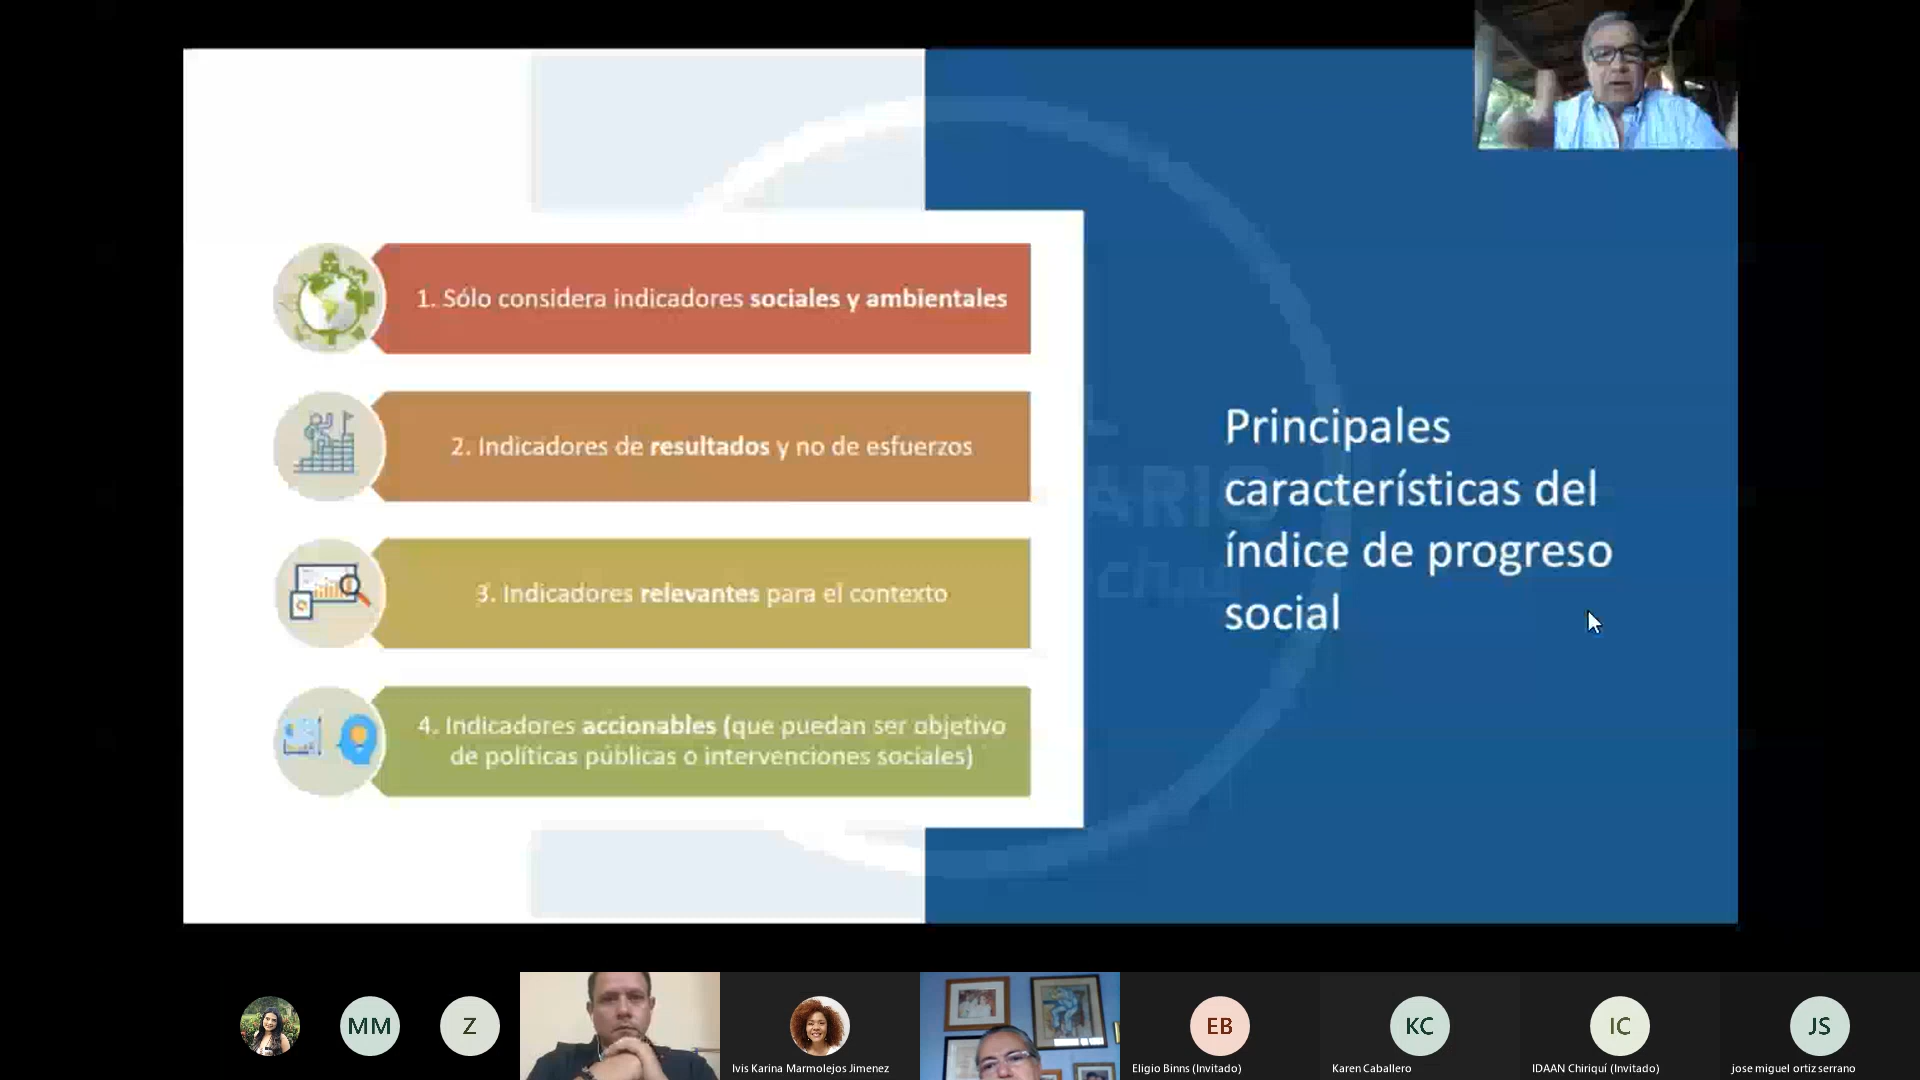 1. Sólo considera indicadores sociales y ambientales
2. Indicadores de resultados y no de esfuerzos
3. Indicadores relevantes para el contexto
4. Indicadores accionables (que puedan ser objetivo
de políticas públicas o intervenciones sociales)
Principales
características del
índice de progreso
social
MM
Z
Ivis Karina Marmolejos Jimenez
EB
Eligio Binns (Invitado)
KC
Karen Caballero
IC
IDAAN Chiriquí (Invitado)
JS
jose miguel ortiz serrano